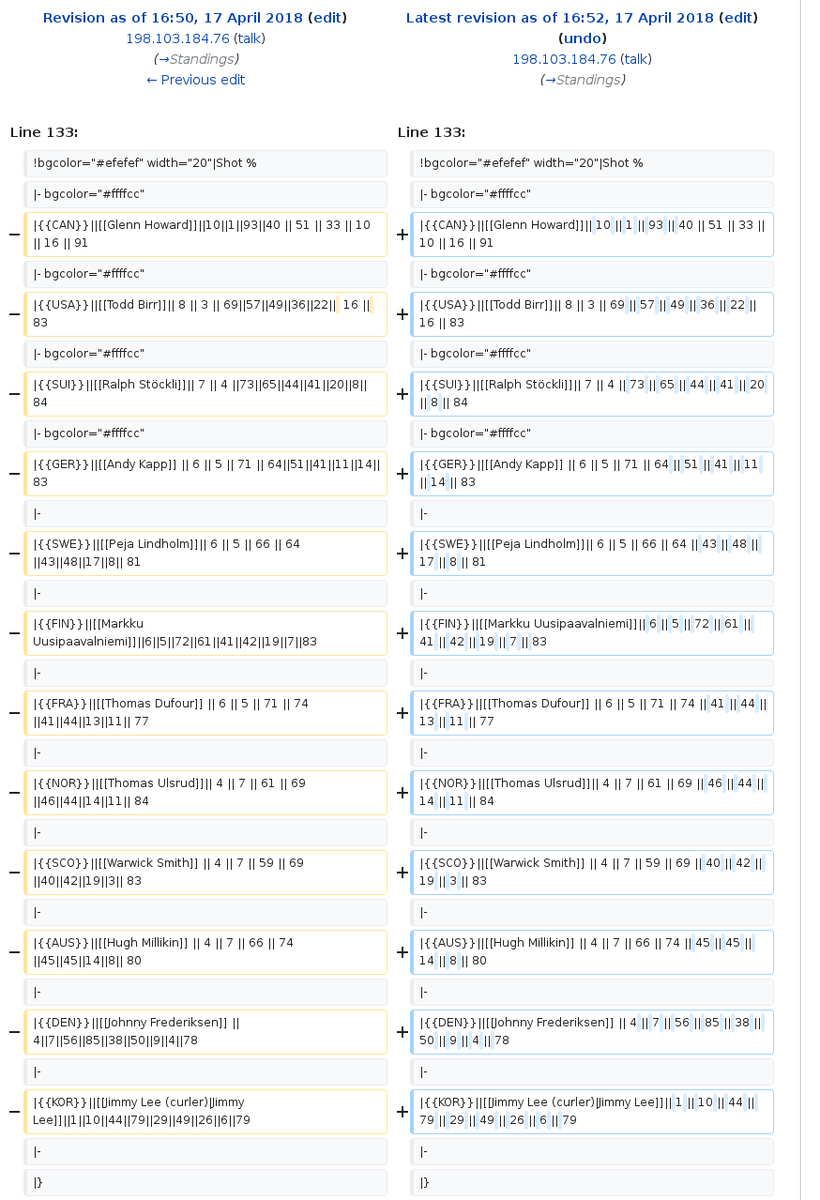 Revision as of 16:50, 17 April 2018 (edit)
198.103.184.76 (talk)
(→Standings)
← Previous edit
Latest revision as of 16:52, 17 April 2018 (edit)
(undo)
198.103.184.76 (talk)
(→Standings)
Line 133:
Line 133:
!bgcolor="#efefef" width="20"|Shot %
!bgcolor="#efefef" width="20"|Shot %
|- bgcolor="#ffffcc"
|- bgcolor="#ffffcc"
− |{{CAN}}||[[Glenn Howard]]||10||1||93||40 || 51 || 33 || 10
|| 16 || 91
+ |{{CAN}}||[[Glenn Howard]]|| 10 || 1 || 93 || 40 || 51 || 33 ||
10 || 16 || 91
|- bgcolor="#ffffcc"
|- bgcolor="#ffffcc"
− |{{USA}}||[[Todd Birr]]|| 8 || 3 || 69||57||49||36||22|| 16 ||
83
+ |{{USA}}||[[Todd Birr]]|| 8 || 3 || 69 || 57 || 49 || 36 || 22 ||
16 || 83
|- bgcolor="#ffffcc"
|- bgcolor="#ffffcc"
− |{{SUI}}||[[Ralph Stöckli]]|| 7 || 4 ||73||65||44||41||20||8||
84
+ |{{SUI}}||[[Ralph Stöckli]]|| 7 || 4 || 73 || 65 || 44 || 41 || 20
|| 8 || 84
|- bgcolor="#ffffcc"
|- bgcolor="#ffffcc"
− |{{GER}}||[[Andy Kapp]] || 6 || 5 || 71 || 64||51||41||11||14||
83
+ |{{GER}}||[[Andy Kapp]] || 6 || 5 || 71 || 64 || 51 || 41 || 11
|| 14 || 83
|-
|-
− |{{SWE}}||[[Peja Lindholm]]|| 6 || 5 || 66 || 64
||43||48||17||8|| 81
+ |{{SWE}}||[[Peja Lindholm]]|| 6 || 5 || 66 || 64 || 43 || 48 ||
17 || 8 || 81
|-
|-
− |{{FIN}}||[[Markku
Uusipaavalniemi]]||6||5||72||61||41||42||19||7||83
+ |{{FIN}}||[[Markku Uusipaavalniemi]]|| 6 || 5 || 72 || 61 ||
41 || 42 || 19 || 7 || 83
|-
|-
− |{{FRA}}||[[Thomas Dufour]] || 6 || 5 || 71 || 74
||41||44||13||11|| 77
+ |{{FRA}}||[[Thomas Dufour]] || 6 || 5 || 71 || 74 || 41 || 44 ||
13 || 11 || 77
|-
|-
− |{{NOR}}||[[Thomas Ulsrud]]|| 4 || 7 || 61 || 69
||46||44||14||11|| 84
+ |{{NOR}}||[[Thomas Ulsrud]]|| 4 || 7 || 61 || 69 || 46 || 44 ||
14 || 11 || 84
|-
|-
− |{{SCO}}||[[Warwick Smith]] || 4 || 7 || 59 || 69
||40||42||19||3|| 83
+ |{{SCO}}||[[Warwick Smith]] || 4 || 7 || 59 || 69 || 40 || 42 ||
19 || 3 || 83
|-
|-
− |{{AUS}}||[[Hugh Millikin]] || 4 || 7 || 66 || 74
||45||45||14||8|| 80
+ |{{AUS}}||[[Hugh Millikin]] || 4 || 7 || 66 || 74 || 45 || 45 ||
14 || 8 || 80
|-
|-
− |{{DEN}}||[[Johnny Frederiksen]] ||
4||7||56||85||38||50||9||4||78
+ |{{DEN}}||[[Johnny Frederiksen]] || 4 || 7 || 56 || 85 || 38 ||
50 || 9 || 4 || 78
|-
|-
− |{{KOR}}||[[Jimmy Lee (curler)|Jimmy
Lee]]||1||10||44||79||29||49||26||6||79
+ |{{KOR}}||[[Jimmy Lee (curler)|Jimmy Lee]]|| 1 || 10 || 44 ||
79 || 29 || 49 || 26 || 6 || 79
|-
|-
|}
|}